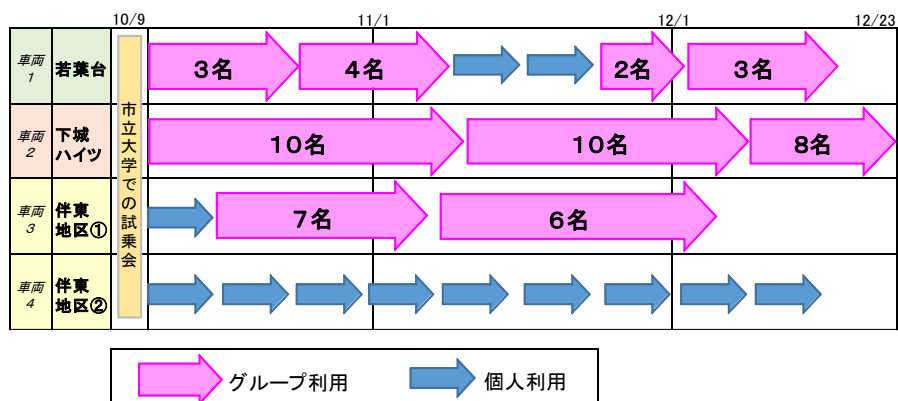 10/9 11/1 12/1 12/23
車両
1
若葉台
3名 4名 2名 3名
車両
2
下城
ハイツ
10名 10名 8名
車両
3
伴東
地区①
7名 6名
車両
4
伴東
地区②
市立大学での試乗会
グループ利用 個人利用